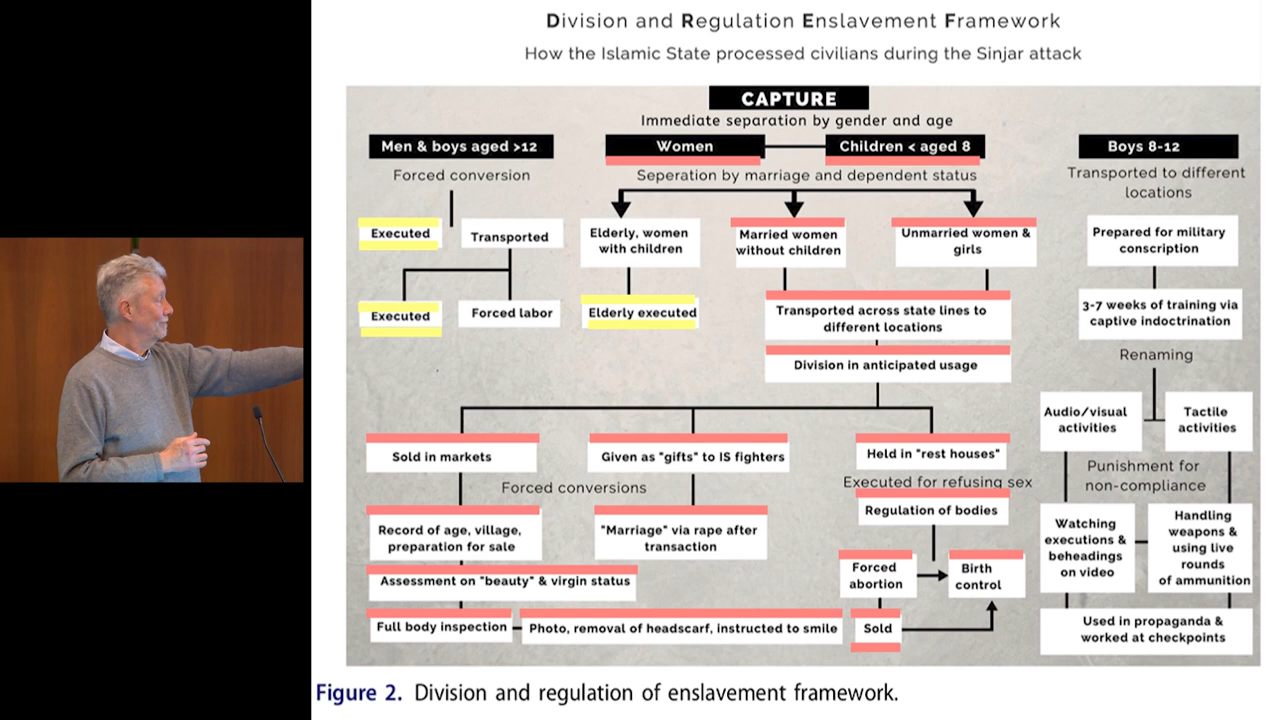 Division and Regulation Enslavement Framework
How the Islamic State processed civilians during the Sinjar attack
CAPTURE
Immediate separation by gender and age
Men & boys aged >12
Forced conversion
Executed
Transported
Executed
Forced labor
Women
Children < aged 8
Seperation by marriage and dependent status
Elderly, women
with children
Elderly executed
Married women
without children
Unmarried women &
girls
Transported across state lines to
different locations
Division in anticipated usage
Sold in markets
Given as "gifts" to IS fighters
Held in "rest houses"
Forced conversions
Executed for refusing sex
Record of age, village,
preparation for sale
"Marriage" via rape after
transaction
Regulation of bodies
Assessment on "beauty" & virgin status
Forced
abortion
Birth
control
Full body inspection
Photo, removal of headscarf, instructed to smile
Sold
Boys 8-12
Transported to different
locations
Prepared for military
conscription
3-7 weeks of training via
captive indoctrination
Renaming
Audio/visual
activities
Tactile
activities
Punishment for
non-compliance
Watching
executions &
beheadings
on video
Handling
weapons &
using live
rounds
of ammunition
Used in propaganda &
worked at checkpoints
Figure 2. Division and regulation of enslavement framework.